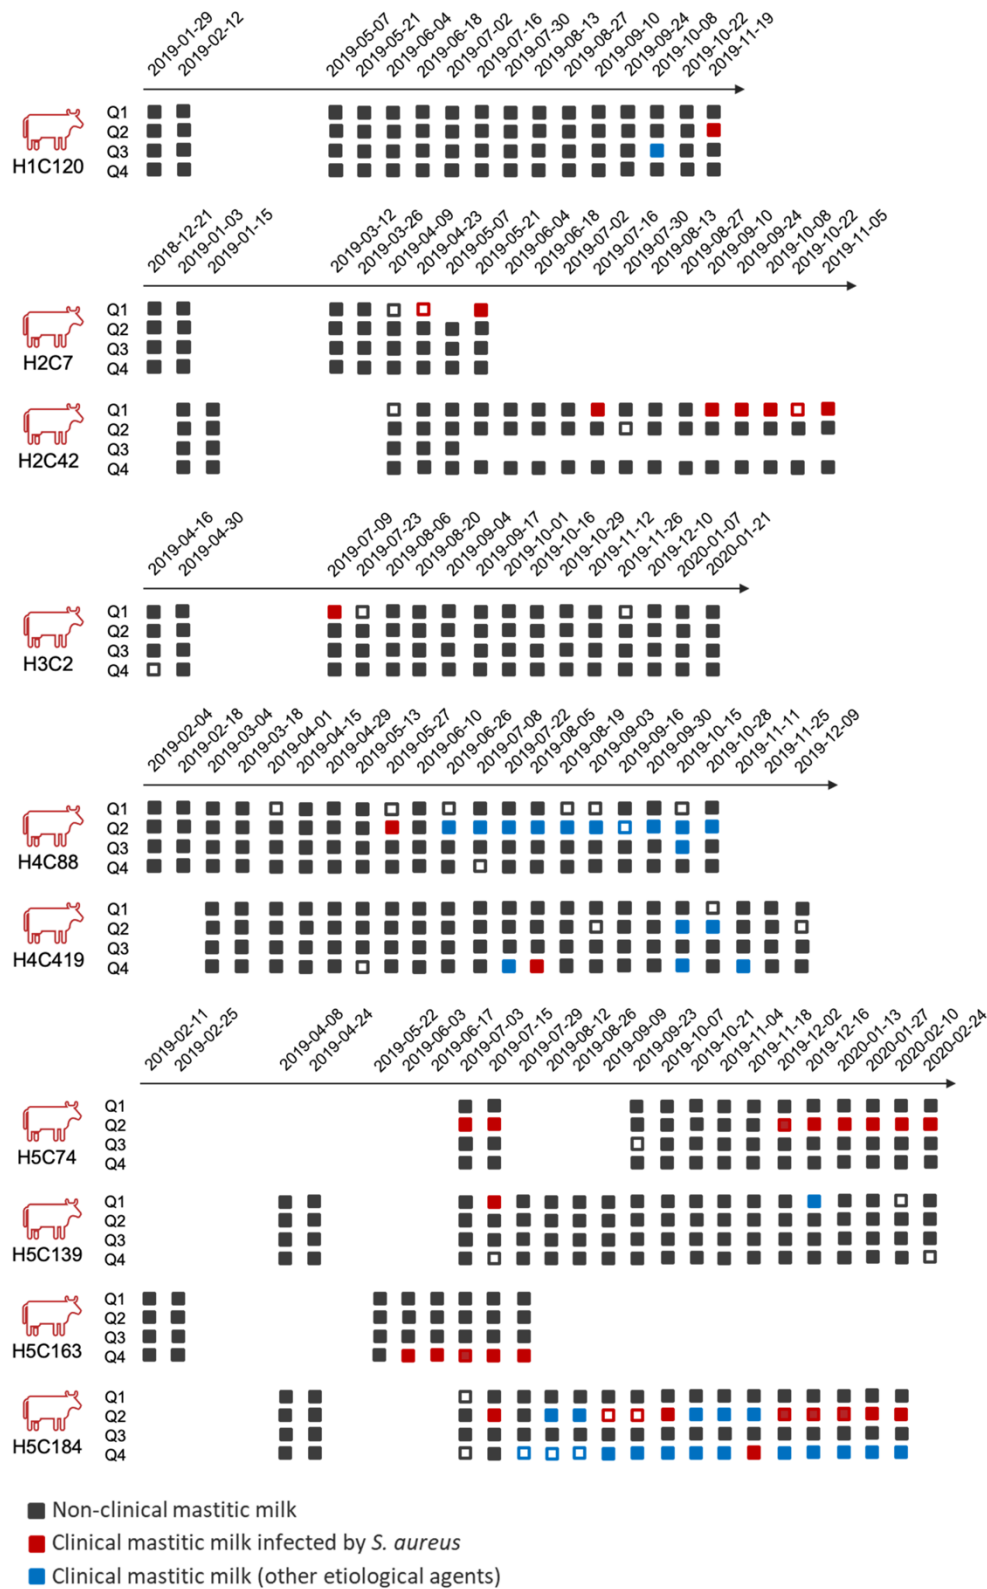 2019-01-29
2019-02-12
2019-05-07
2019-05-21
2019-06-04
2019-06-18
2019-07-02
2019-07-16
2019-07-30
2019-08-13
2019-08-27
2019-09-10
2019-09-24
2019-10-08
2019-10-22
2019-11-19
Q1
Q2
Q3
Q4
H1C120
2018-12-21
2019-01-03
2019-01-15
2019-03-12
2019-03-26
2019-04-09
2019-04-23
2019-05-07
2019-05-21
2019-06-04
2019-06-18
2019-07-02
2019-07-16
2019-07-30
2019-08-13
2019-08-27
2019-09-10
2019-09-24
2019-10-08
2019-10-22
2019-11-05
Q1
Q2
Q3
Q4
H2C7
Q1
Q2
Q3
Q4
H2C42
2019-04-16
2019-04-30
2019-07-09
2019-07-23
2019-08-06
2019-08-20
2019-09-04
2019-09-17
2019-10-01
2019-10-16
2019-10-29
2019-11-12
2019-11-26
2019-12-10
2020-01-07
2020-01-21
Q1
Q2
Q3
Q4
H3C2
2019-02-04
2019-02-18
2019-03-04
2019-03-18
2019-04-01
2019-04-15
2019-04-29
2019-05-13
2019-05-27
2019-06-10
2019-06-26
2019-07-08
2019-07-22
2019-08-05
2019-08-19
2019-09-03
2019-09-16
2019-09-30
2019-10-15
2019-10-28
2019-11-11
2019-11-25
2019-12-09
Q1
Q2
Q3
Q4
H4C88
Q1
Q2
Q3
Q4
H4C419
2019-02-11
2019-02-25
2019-04-08
2019-04-24
2019-05-22
2019-06-03
2019-06-17
2019-07-03
2019-07-15
2019-07-29
2019-08-12
2019-08-26
2019-09-09
2019-09-23
2019-10-07
2019-10-21
2019-11-04
2019-11-18
2019-12-02
2019-12-16
2020-01-13
2020-01-27
2020-02-10
2020-02-24
Q1
Q2
Q3
Q4
H5C74
Q1
Q2
Q3
Q4
H5C139
Q1
Q2
Q3
Q4
H5C163
Q1
Q2
Q3
Q4
H5C184
Non-clinical mastitic milk
Clinical mastitic milk infected by S. aureus
Clinical mastitic milk (other etiological agents)